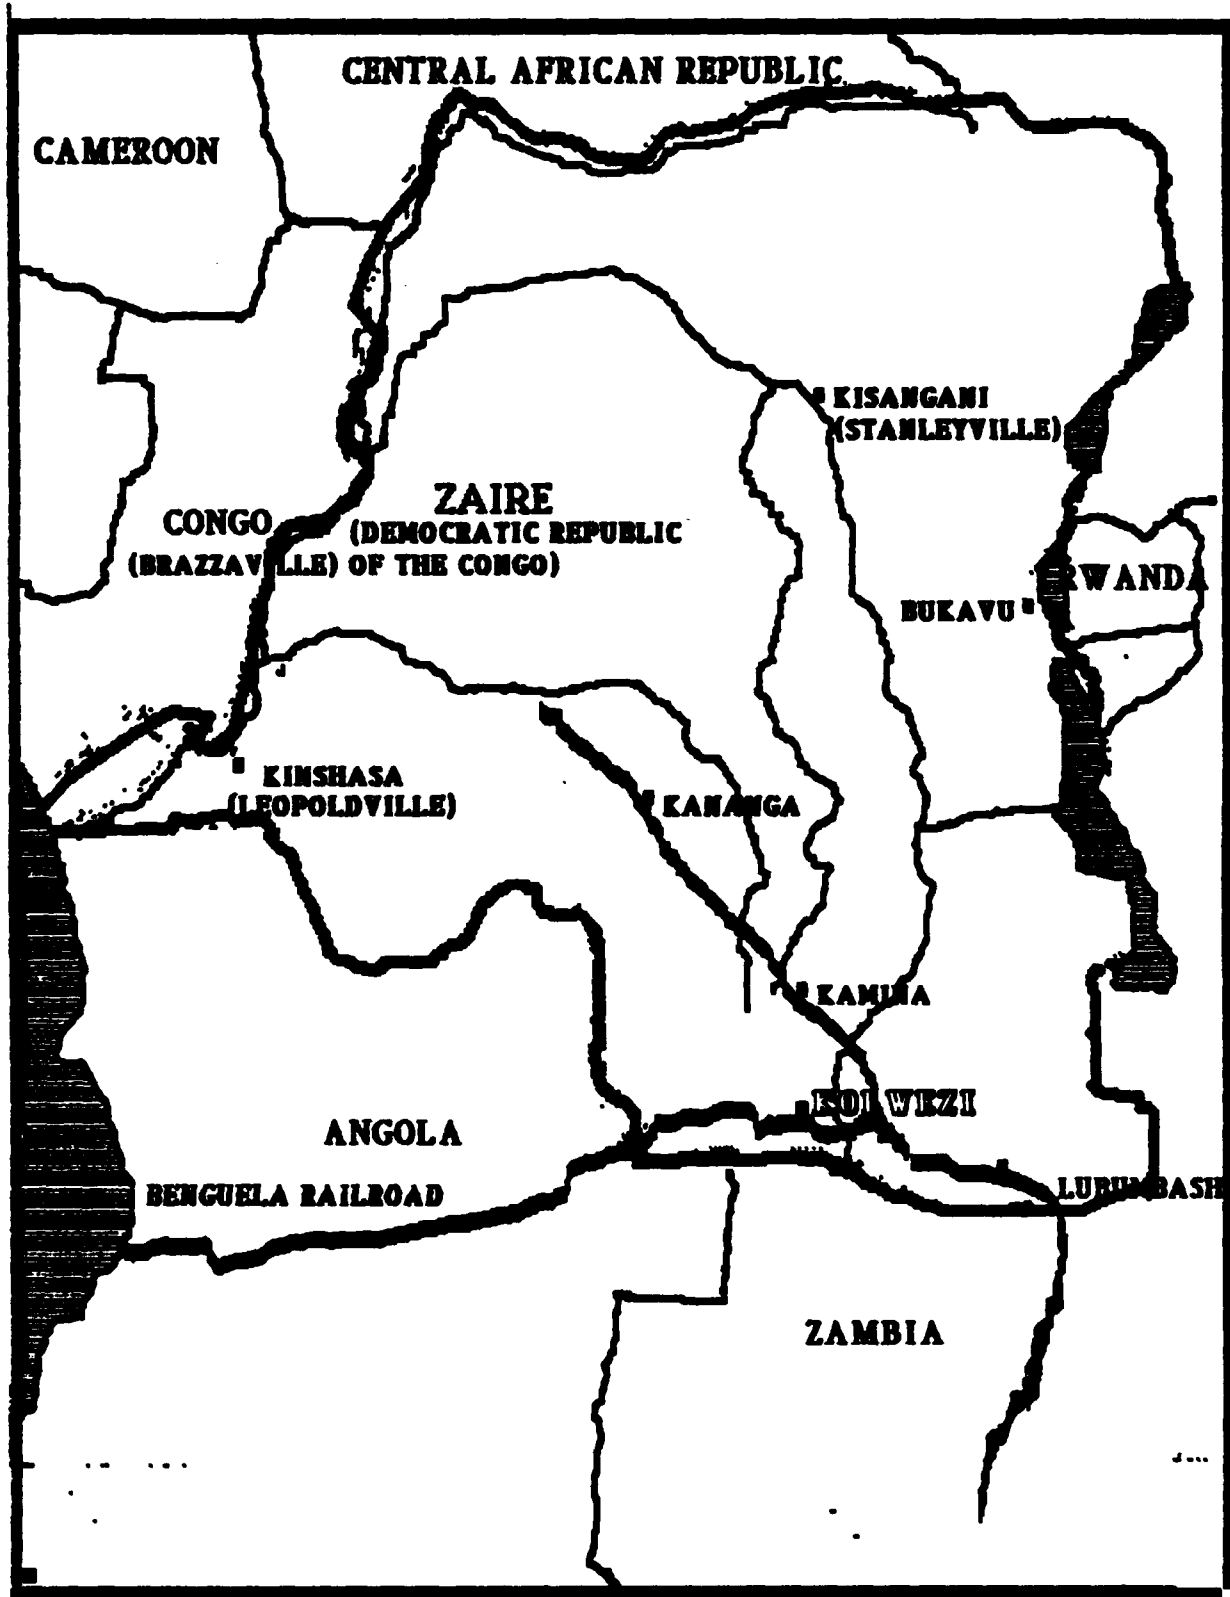 CENTRAL AFRICAN REPUBLIC
CAMEROON
KISANGANI
(STANLEYVILLE)
ZAIRE
CONGO
(DEMOCRATIC REPUBLIC
(BRAZZAVILLE) OF THE CONGO)
RWANDA
BUKAVU
KINSHASA
(LEOPOLDVILLE)
KANANGA
KAMINA
KOLWEZI
ANGOLA
BENGUELA RAILROAD
LUBUMBASH
ZAMBIA